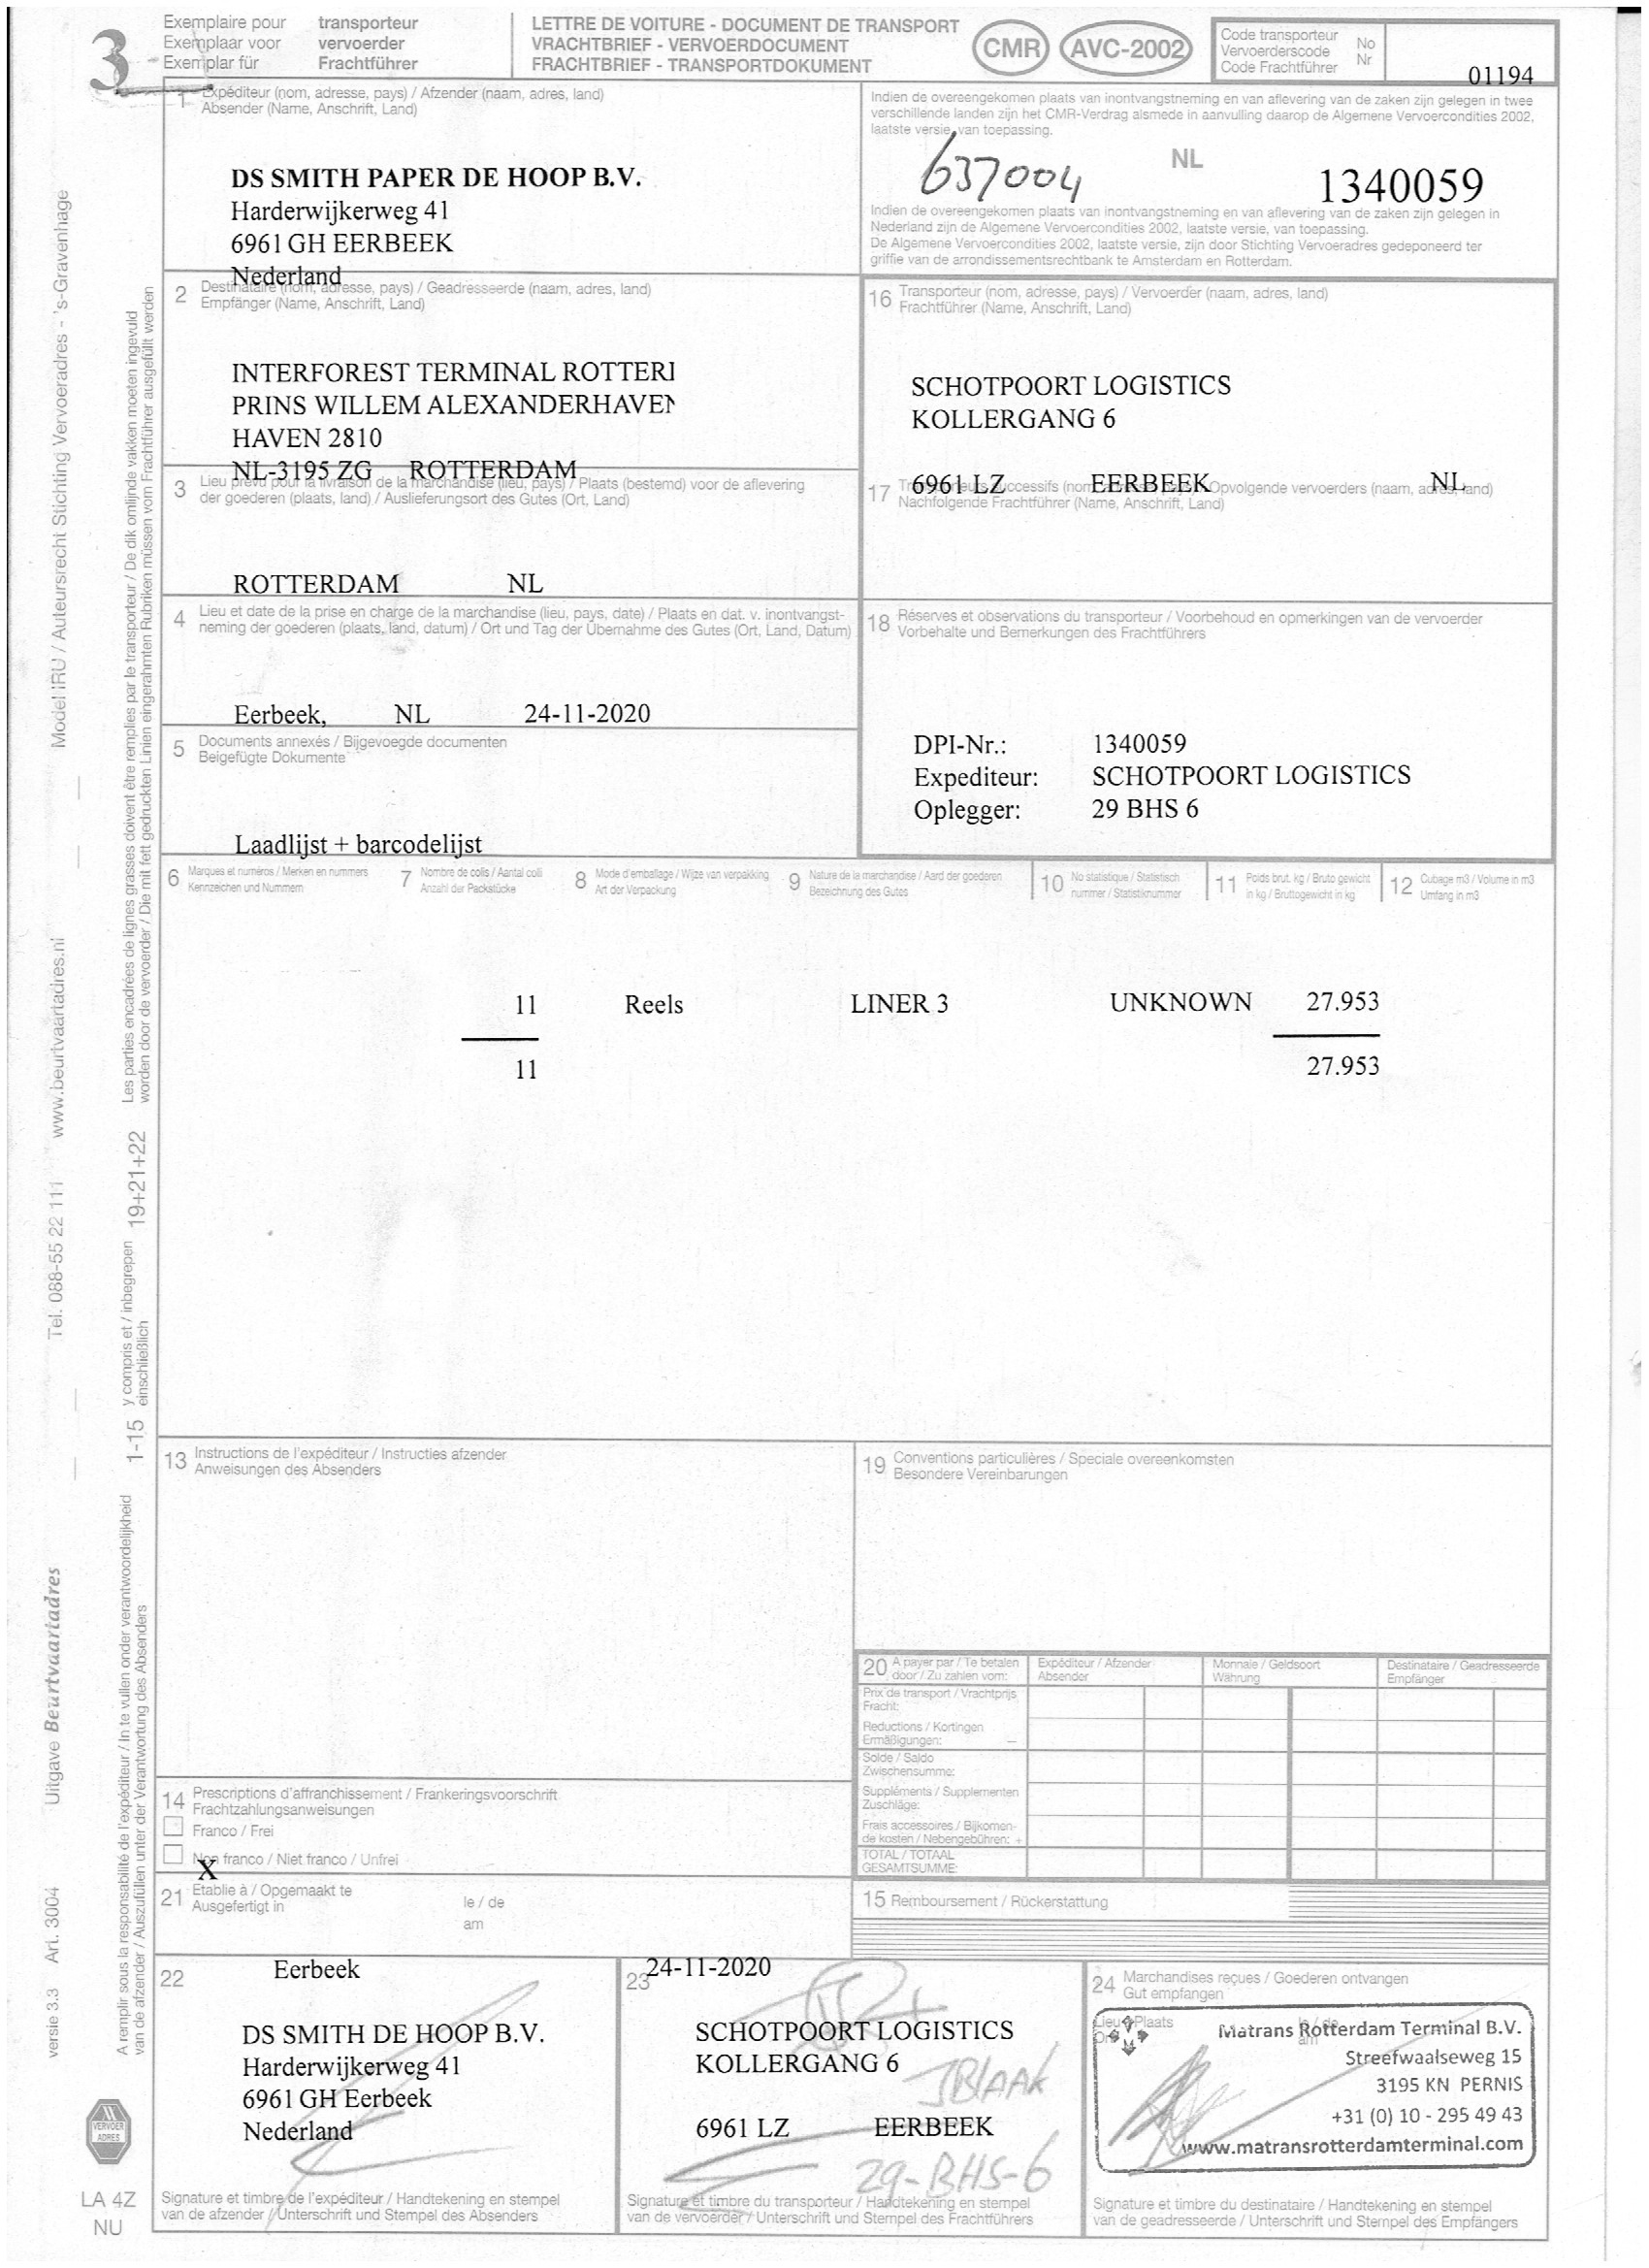 3
Exemplaire pour transporteur
Exemplaar voor vervoerder
Exemplar für Frachtführer
LETTRE DE VOITURE - DOCUMENT DE TRANSPORT
VRACHTBRIEF - VERVOERDOCUMENT
FRACHTBRIEF - TRANSPORTDOKUMENT
CMR AVC-2002
Code transporteur No
Vervoerderscode Nr
Code Frachtführer
01194
1 Expéditeur (nom, adresse, pays) / Afzender (naam, adres, land)
Absender (Name, Anschrift, Land)
DS SMITH PAPER DE HOOP B.V.
Harderwijkerweg 41
6961 GH EERBEEK
Nederland
Indien de overeengekomen plaats van inontvangstneming en van aflevering van de zaken zijn gelegen in twee
verschillende landen zijn het CMR-Verdrag alsmede in aanvulling daarop de Algemene Vervoercondities 2002,
laatste versie, van toepassing.
637004 NL 1340059
Indien de overeengekomen plaats van inontvangstneming en van aflevering van de zaken zijn gelegen in
Nederland zijn de Algemene Vervoercondities 2002, laatste versie, van toepassing.
De Algemene Vervoercondities 2002, laatste versie, zijn door Stichting Vervoeradres gedeponeerd ter
griffie van de arrondissementsrechtbank te Amsterdam en Rotterdam.
2 Destinataire (nom, adresse, pays) / Geadresseerde (naam, adres, land)
Empfänger (Name, Anschrift, Land)
INTERFOREST TERMINAL ROTTERI
PRINS WILLEM ALEXANDERHAVEN
HAVEN 2810
NL-3195 ZG ROTTERDAM
16 Transporteur (nom, adresse, pays) / Vervoerder (naam, adres, land)
Frachtführer (Name, Anschrift, Land)
SCHOTPOORT LOGISTICS
KOLLERGANG 6
6961 LZ EERBEEK NL
3 Lieu prévu pour la livraison de la marchandise (lieu, pays) / Plaats (bestemd) voor de aflevering
der goederen (plaats, land) / Auslieferungsort des Gutes (Ort, Land)
ROTTERDAM NL
17 Transporteurs successifs (nom, adresse, pays) / Opvolgende vervoerders (naam, adres, land)
Nachfolgende Frachtführer (Name, Anschrift, Land)
4 Lieu et date de la prise en charge de la marchandise (lieu, pays, date) / Plaats en dat. v. inontvangst-
neming der goederen (plaats, land, datum) / Ort und Tag der Übernahme des Gutes (Ort, Land, Datum)
Eerbeek, NL 24-11-2020
18 Réserves et observations du transporteur / Voorbehoud en opmerkingen van de vervoerder
Vorbehalte und Bemerkungen des Frachtführers
DPI-Nr.: 1340059
Expediteur: SCHOTPOORT LOGISTICS
Oplegger: 29 BHS 6
5 Documents annexés / Bijgevoegde documenten
Beigefügte Dokumente
Laadlijst + barcodelijst
6 Marques et numéros / Merken en nummers
Kennzeichen und Nummern
7 Nombre de colis / Aantal colli
Anzahl der Packstücke
8 Mode d'emballage / Wijze van verpakking
Art der Verpackung
9 Nature de la marchandise / Aard der goederen
Bezeichnung des Gutes
10 No statistique / Statistisch
nummer / Statistiknummer
11 Poids brut. kg / Bruto gewicht
in kg / Bruttogewicht in kg
12 Cubage m3 / Volume in m3
Umfang in m3
11 Reels LINER 3 UNKNOWN 27.953
11 27.953
13 Instructions de l'expéditeur / Instructies afzender
Anweisungen des Absenders
19 Conventions particulières / Speciale overeenkomsten
Besondere Vereinbarungen
20 A payer par / Te betalen
door / Zu zahlen vom:
Expéditeur / Afzender
Absender
Monnaie / Geldsoort
Währung
Destinataire / Geadresseerde
Empfänger
Prix de transport / Vrachtprijs
Fracht:
Reductions / Kortingen
Ermäßigungen: –
Solde / Saldo
Zwischensumme:
Suppléments / Supplementen
Zuschläge:
Frais accessoires / Bijkomen-
de kosten / Nebengebühren: +
TOTAL / TOTAAL
GESAMTSUMME:
14 Prescriptions d'affranchissement / Frankeringsvoorschrift
Frachtzahlungsanweisungen
Franco / Frei
Non franco / Niet franco / Unfrei
X
21 Etablie à / Opgemaakt te le / de
Ausgefertigt in am
15 Remboursement / Rückerstattung
Eerbeek 24-11-2020
22
DS SMITH DE HOOP B.V.
Harderwijkerweg 41
6961 GH Eerbeek
Nederland
Signature et timbre de l'expéditeur / Handtekening en stempel
van de afzender / Unterschrift und Stempel des Absenders
23
SCHOTPOORT LOGISTICS
KOLLERGANG 6
JBLAAK
6961 LZ EERBEEK
29-BHS-6
Signature et timbre du transporteur / Handtekening en stempel
van de vervoerder / Unterschrift und Stempel des Frachtführers
24 Marchandises reçues / Goederen ontvangen
Gut empfangen
Lieu / Plaats
am
Matrans Rotterdam Terminal B.V.
Streefwaalseweg 15
3195 KN PERNIS
+31 (0) 10 - 295 49 43
www.matransrotterdamterminal.com
Signature et timbre du destinataire / Handtekening en stempel
van de geadresseerde / Unterschrift und Stempel des Empfängers
Model IRU / Auteursrecht Stichting Vervoeradres - 's-Gravenhage
www.beurtvaartadres.nl
Tel. 088-55 22 111
Uitgave Beurtvaartadres
Art. 3004
versie 3.3
Les parties encadrées de lignes grasses doivent être remplies par le transporteur / De dik omlijnde vakken moeten ingevuld
worden door de vervoerder / Die mit fett gedruckten Linien eingerahmten Rubriken müssen vom Frachtführer ausgefüllt werden
19+21+22
y compris et / inbegrepen
einschließlich
1-15
A remplir sous la responsabilité de l'expéditeur / In te vullen onder verantwoordelijkheid
van de afzender / Auszufüllen unter der Verantwortung des Absenders
VERVOER
ADRES
LA 4Z
NU